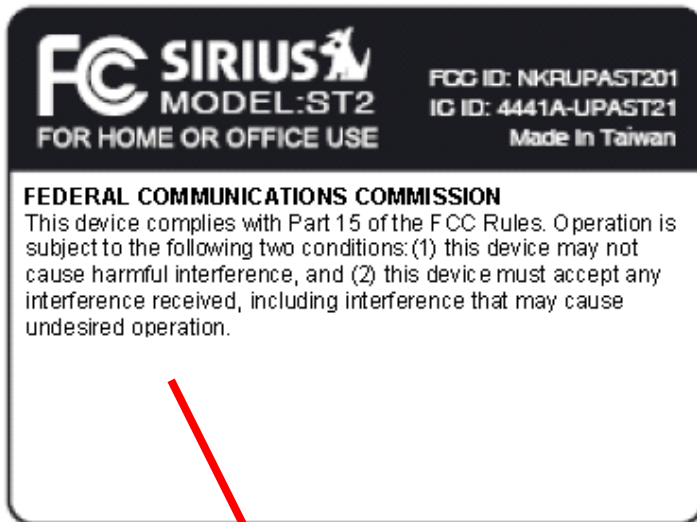 FC SIRIUS
MODEL:ST2
FOR HOME OR OFFICE USE
FCC ID: NKRUPAST201
IC ID: 4441A-UPAST21
Made In Taiwan
FEDERAL COMMUNICATIONS COMMISSION
This device complies with Part 15 of the FCC Rules. Operation is
subject to the following two conditions:(1) this device may not
cause harmful interference, and (2) this device must accept any
interference received, including interference that may cause
undesired operation.